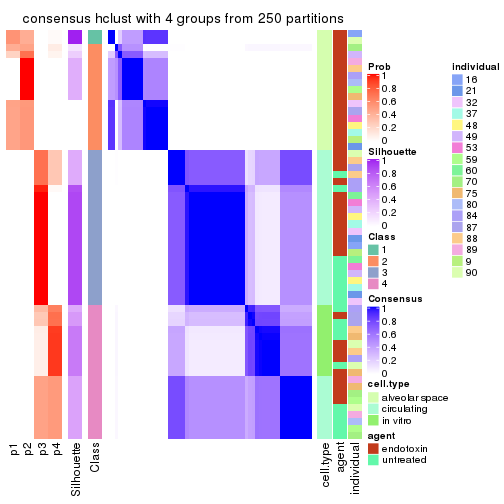 consensus hclust with 4 groups from 250 partitions
p1
p2
p3
p4
Silhouette
Class
cell.type
agent
individual
Prob
1
0.8
0.6
0.4
0.2
0
Silhouette
1
0.8
0.6
0.4
0.2
0
Class
1
2
3
4
Consensus
1
0.8
0.6
0.4
0.2
0
cell.type
alveolar space
circulating
in vitro
agent
endotoxin
untreated
individual
16
21
32
37
48
49
53
59
60
75
80
84
87
88
89
9
90